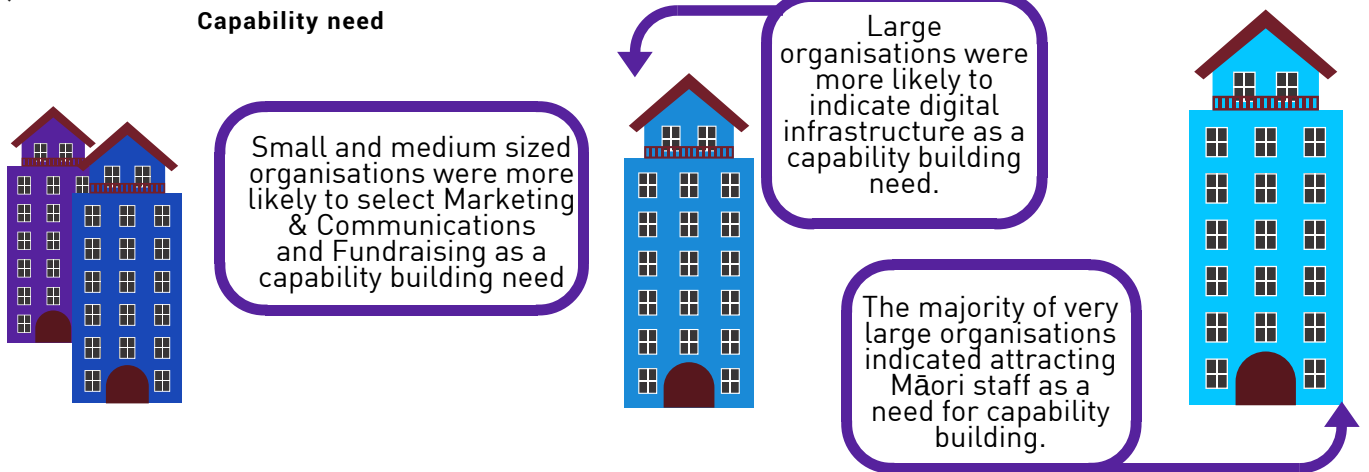 Capability need
Small and medium sized
organisations were more
likely to select Marketing
& Communications
and Fundraising as a
capability building need
Large
organisations were
more likely to
indicate digital
infrastructure as a
capability building
need.
The majority of very
large organisations
indicated attracting
Māori staff as a
need for capability
building.